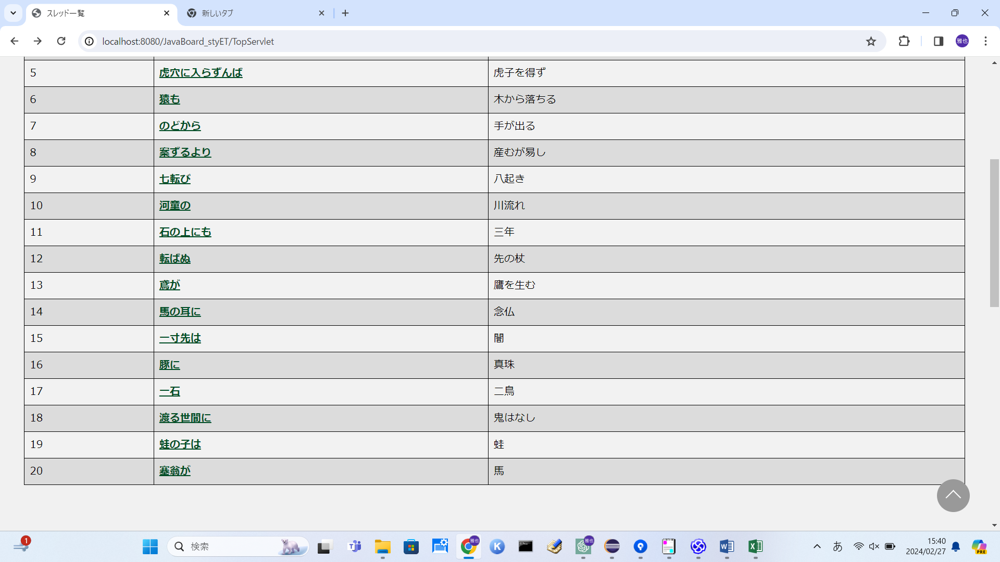 スレッド一覧
新しいタブ
localhost:8080/JavaBoard_styET/TopServlet
雅也
5 虎穴に入らずんば 虎子を得ず
6 猿も 木から落ちる
7 のどから 手が出る
8 案ずるより 産むが易し
9 七転び 八起き
10 河童の 川流れ
11 石の上にも 三年
12 転ばぬ 先の杖
13 鳶が 鷹を生む
14 馬の耳に 念仏
15 一寸先は 闇
16 豚に 真珠
17 一石 二鳥
18 渡る世間に 鬼はなし
19 蛙の子は 蛙
20 塞翁が 馬
1
検索
雅也
K
雅也
あ
15:40
2024/02/27
PRE